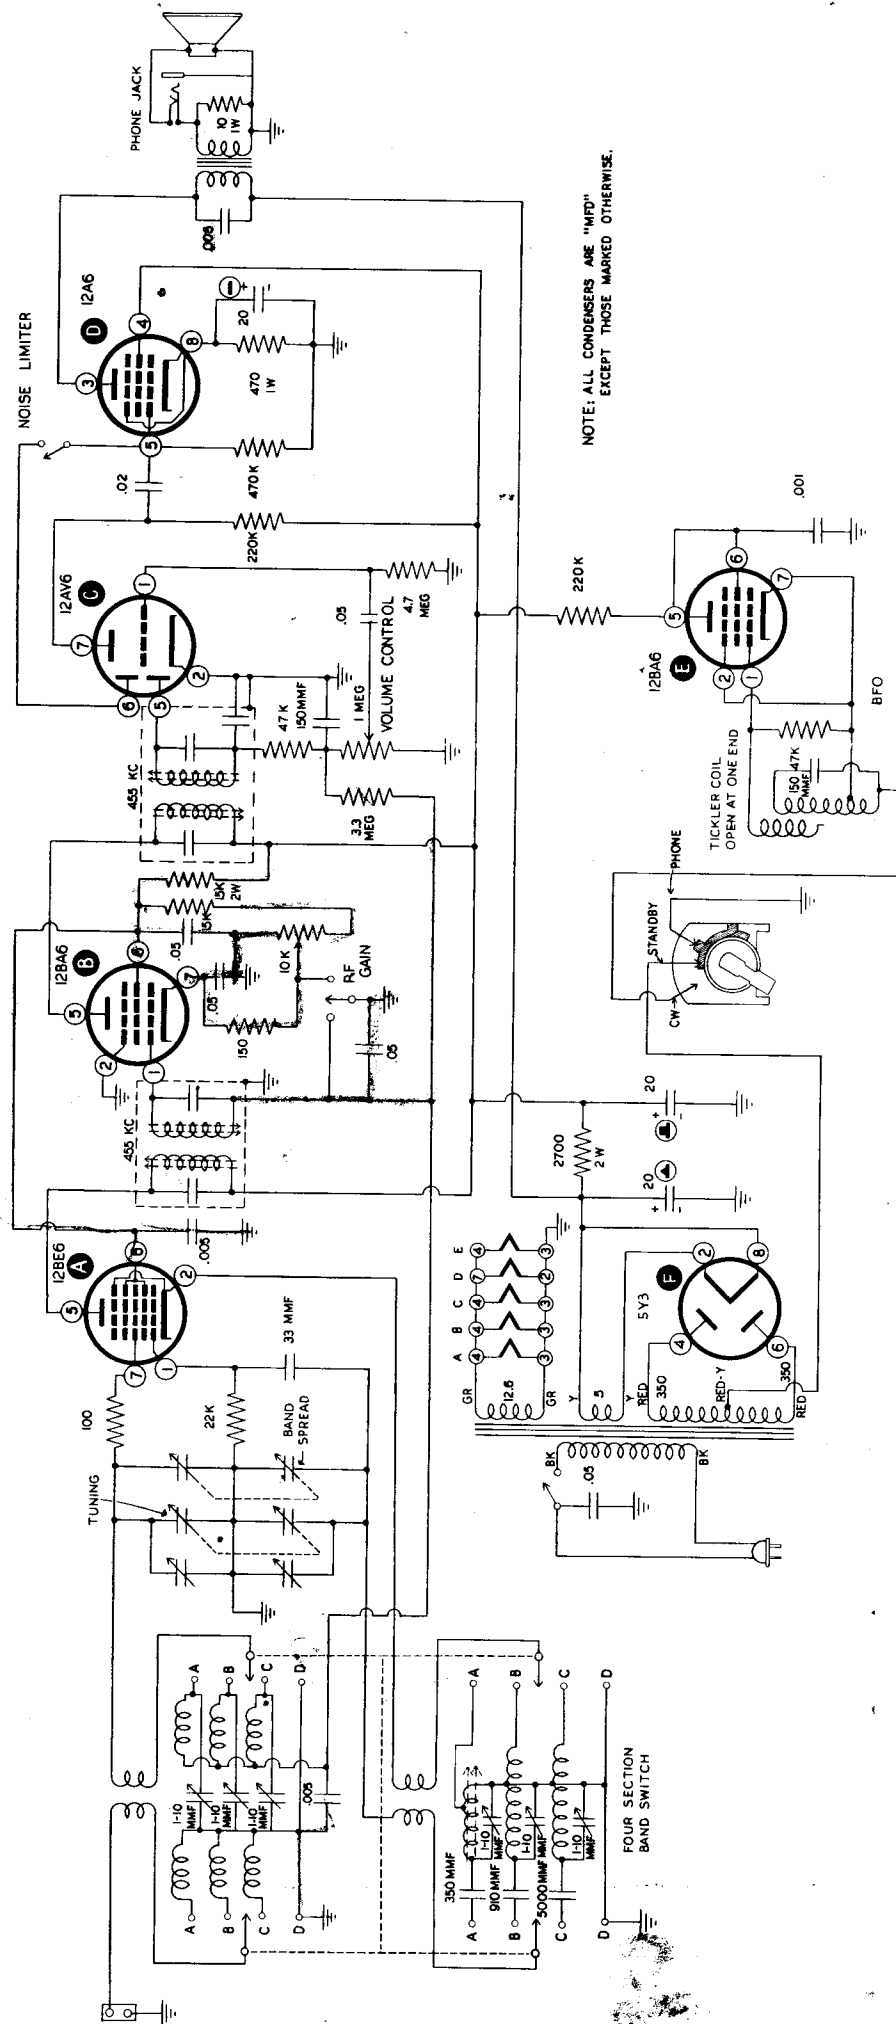 TUNING
100
22K
33 MMF
BAND
SPREAD
12BE6
A
5
7
6
1
2
.005
455 KC
12BA6
B
5
2
6
1
7
.05
.05
15K
2W
15K
150
10K
RF
GAIN
.05
455 KC
12AV6
C
7
6
5
1
2
47K
150MMF
1 MEG
VOLUME CONTROL
3.3
MEG
.05
4.7
MEG
220K
.02
470K
NOISE LIMITER
12A6
D
3
5
4
8
470
1W
20
+
-
PHONE JACK
.006
10
1W
A
B
C
D
1-10
MMF
1-10
MMF
1-10
MMF
A
B
C
D
.005
350 MMF
910 MMF
5000 MMF
1-10
MMF
1-10
MMF
1-10
MMF
A
B
C
D
A
B
C
D
FOUR SECTION
BAND SWITCH
GR
12.6
GR
A
B
C
D
E
4
4
4
7
4
3
3
3
2
3
Y
5
Y
RED
350
RED-Y
350
RED
BK
BK
.05
5Y3
F
4
6
2
8
2700
2W
20
+
-
20
+
-
CW
STANDBY
PHONE
TICKLER COIL
OPEN AT ONE END
150
MMF
47K
BFO
12BA6
E
5
2
1
6
7
220K
.001
NOTE: ALL CONDENSERS ARE "MFD"
EXCEPT THOSE MARKED OTHERWISE.